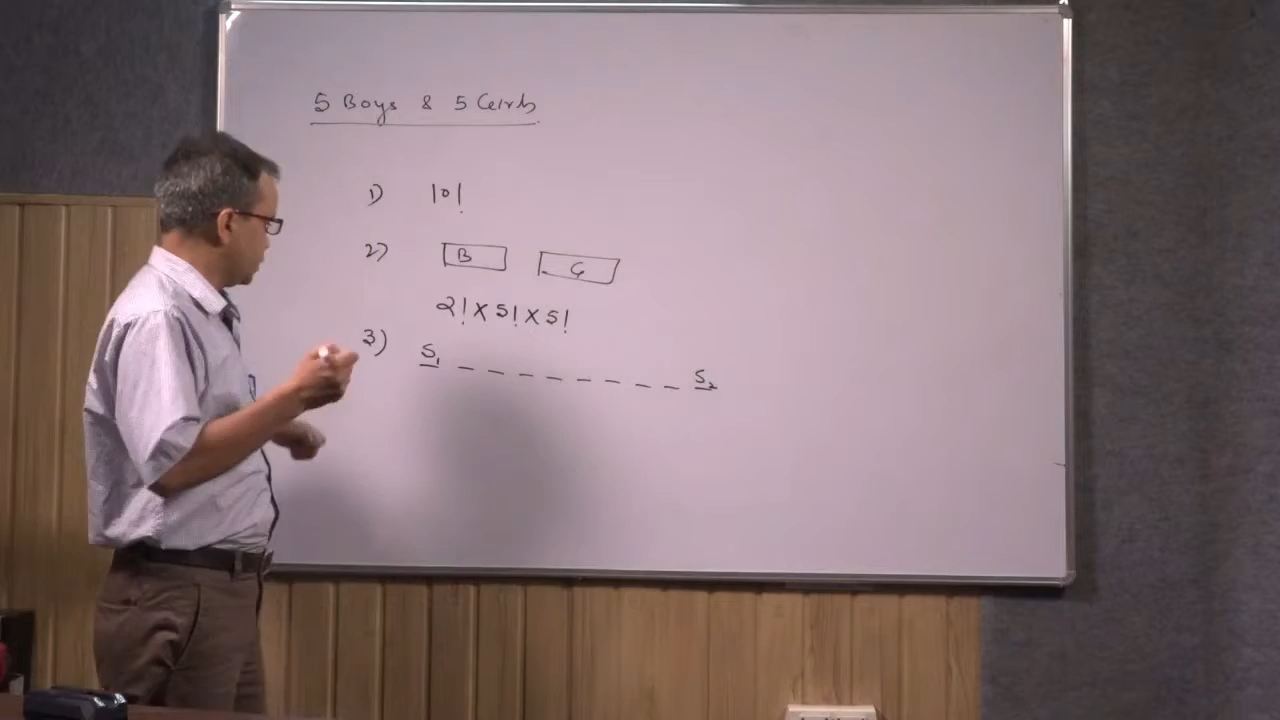 5 Boys & 5 Girls
1) 10!
2) B G
2! X 5! X 5!
3) S1 _ _ _ _ _ _ _ _ S2